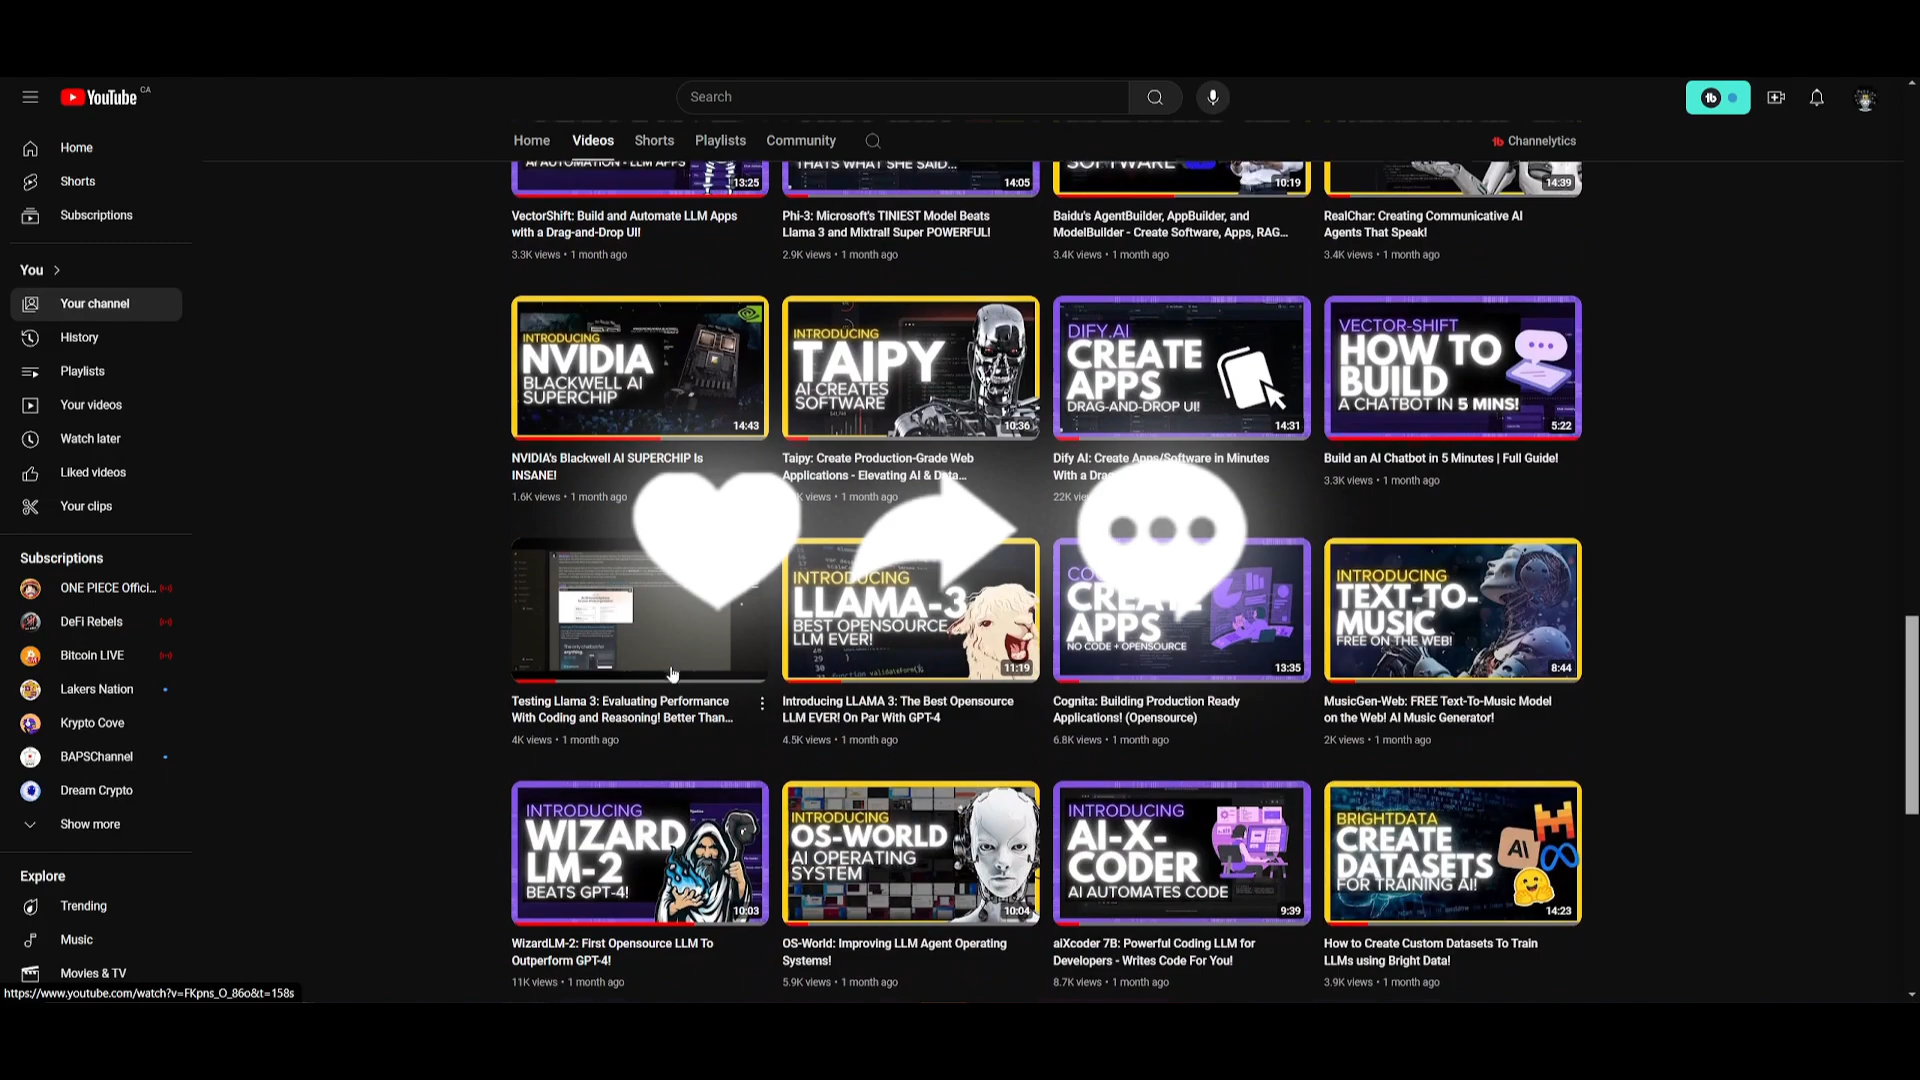 YouTube CA
Search
Home
Videos
Shorts
Playlists
Community
Channelytics
Home
Shorts
Subscriptions
You
Your channel
History
Playlists
Your videos
Watch later
Liked videos
Your clips
Subscriptions
ONE PIECE Offici...
DeFi Rebels
Bitcoin LIVE
Lakers Nation
Krypto Cove
BAPSChannel
Dream Crypto
Show more
Explore
Trending
Music
Movies & TV
https://www.youtube.com/watch?v=FKpns_O_86o&t=158s
AI AUTOMATION - LLM APPS
13:25
VectorShift: Build and Automate LLM Apps
with a Drag-and-Drop UI!
3.3K views • 1 month ago
THATS WHAT SHE SAID...
14:05
Phi-3: Microsoft's TINIEST Model Beats
Llama 3 and Mixtral! Super POWERFUL!
2.9K views • 1 month ago
SOFTWARE
10:19
Baidu's AgentBuilder, AppBuilder, and
ModelBuilder - Create Software, Apps, RAG...
3.4K views • 1 month ago
14:39
RealChar: Creating Communicative AI
Agents That Speak!
3.4K views • 1 month ago
INTRODUCING
NVIDIA
BLACKWELL AI
SUPERCHIP
14:43
NVIDIA's Blackwell AI SUPERCHIP Is
INSANE!
1.6K views • 1 month ago
INTRODUCING
TAIPY
AI CREATES
SOFTWARE
10:36
Taipy: Create Production-Grade Web
Applications - Elevating AI & Data...
views • 1 month ago
DIFY.AI
CREATE
APPS
DRAG-AND-DROP UI!
14:31
Dify AI: Create Apps/Software in Minutes
With a
22K
VECTOR-SHIFT
HOW TO
BUILD
A CHATBOT IN 5 MINS!
5:22
Build an AI Chatbot in 5 Minutes | Full Guide!
3.3K views • 1 month ago
Testing Llama 3: Evaluating Performance
With Coding and Reasoning! Better Than...
4K views • 1 month ago
INTRODUCING
LLAMA-3
BEST OPENSOURCE
LLM EVER!
11:19
Introducing LLAMA 3: The Best Opensource
LLM EVER! On Par With GPT-4
4.5K views • 1 month ago
CREATE
APPS
NO CODE + OPENSOURCE
13:35
Cognita: Building Production Ready
Applications! (Opensource)
6.8K views • 1 month ago
INTRODUCING
TEXT-TO-
MUSIC
FREE ON THE WEB!
8:44
MusicGen-Web: FREE Text-To-Music Model
on the Web! AI Music Generator!
2K views • 1 month ago
INTRODUCING
WIZARD
LM-2
BEATS GPT-4!
10:03
WizardLM-2: First Opensource LLM To
Outperform GPT-4!
11K views • 1 month ago
INTRODUCING
OS-WORLD
AI OPERATING
SYSTEM
10:04
OS-World: Improving LLM Agent Operating
Systems!
5.9K views • 1 month ago
INTRODUCING
AI-X-
CODER
AI AUTOMATES CODE
9:39
aiXcoder 7B: Powerful Coding LLM for
Developers - Writes Code For You!
8.7K views • 1 month ago
BRIGHTDATA
CREATE
DATASETS
FOR TRAINING AI!
AI
14:23
How to Create Custom Datasets To Train
LLMs using Bright Data!
3.9K views • 1 month ago